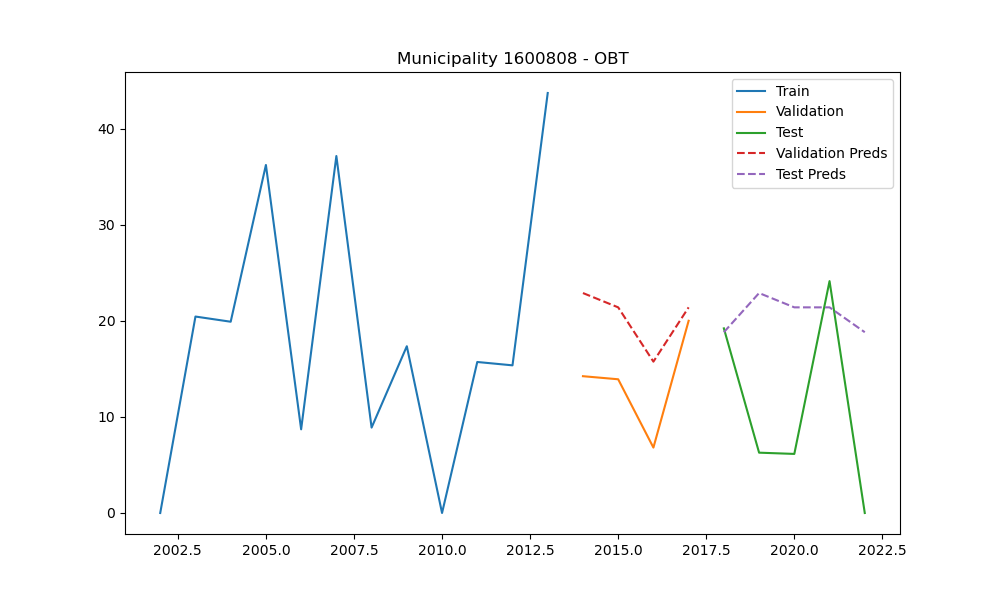 Municipality 1600808 - OBT
Train
Validation
Test
Validation Preds
Test Preds
40
30
20
10
0
2002.5 2005.0 2007.5 2010.0 2012.5 2015.0 2017.5 2020.0 2022.5